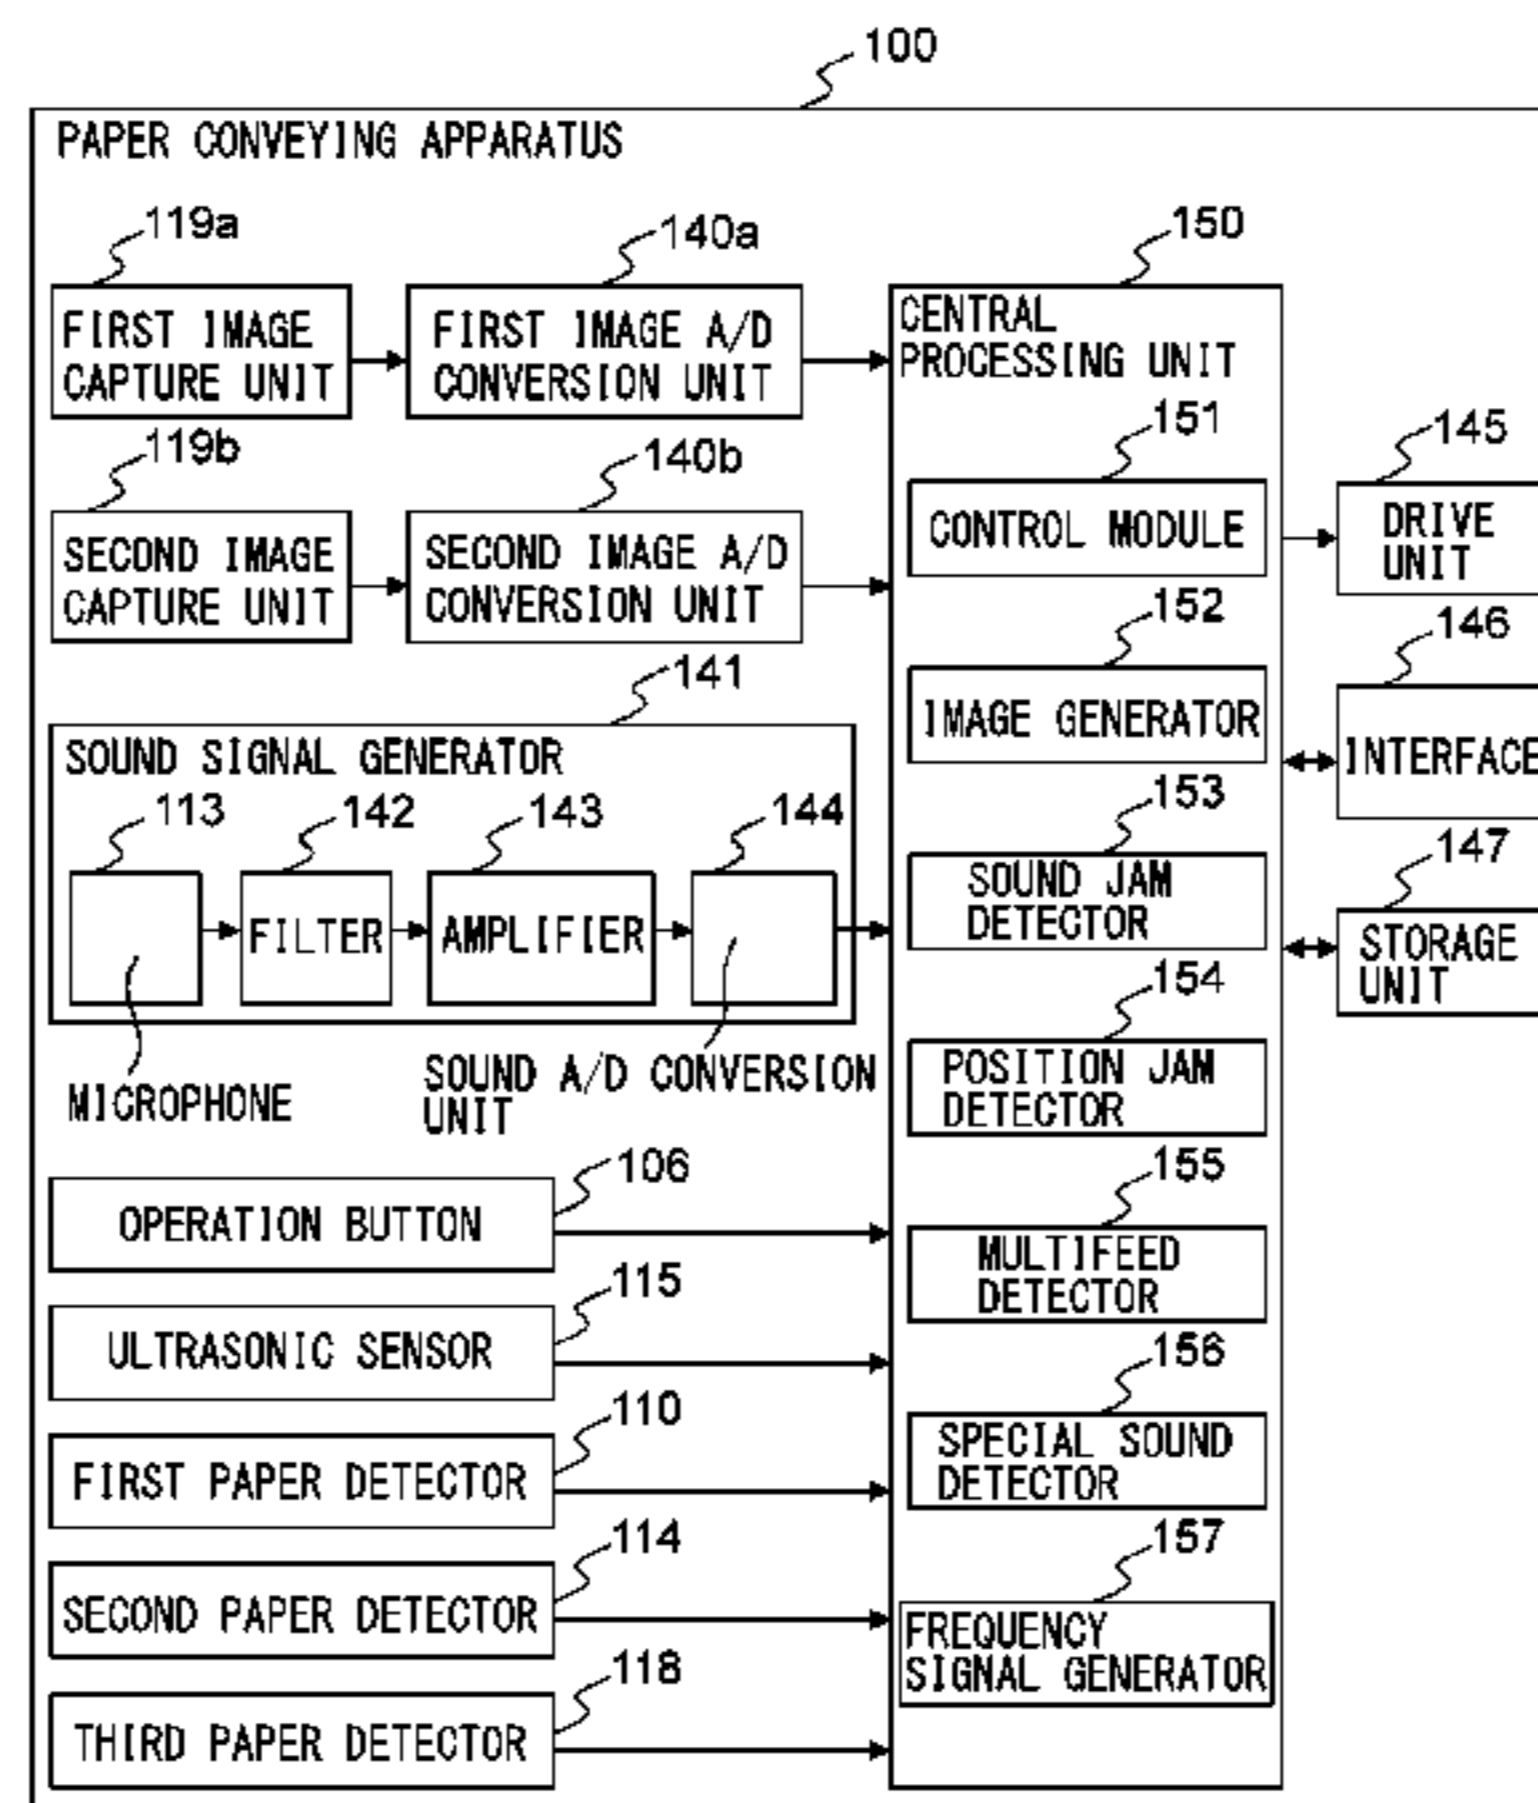 100
PAPER CONVEYING APPARATUS
119a
140a
150
FIRST IMAGE
CAPTURE UNIT
FIRST IMAGE A/D
CONVERSION UNIT
CENTRAL
PROCESSING UNIT
119b
140b
151
145
SECOND IMAGE
CAPTURE UNIT
SECOND IMAGE A/D
CONVERSION UNIT
CONTROL MODULE
DRIVE
UNIT
141
152
146
SOUND SIGNAL GENERATOR
IMAGE GENERATOR
INTERFACE
113
142
143
144
153
147
FILTER
AMPLIFIER
SOUND JAM
DETECTOR
STORAGE
UNIT
MICROPHONE
SOUND A/D CONVERSION
UNIT
154
POSITION JAM
DETECTOR
106
155
OPERATION BUTTON
MULTIFEED
DETECTOR
115
156
ULTRASONIC SENSOR
110
SPECIAL SOUND
DETECTOR
FIRST PAPER DETECTOR
114
157
SECOND PAPER DETECTOR
FREQUENCY
SIGNAL GENERATOR
118
THIRD PAPER DETECTOR